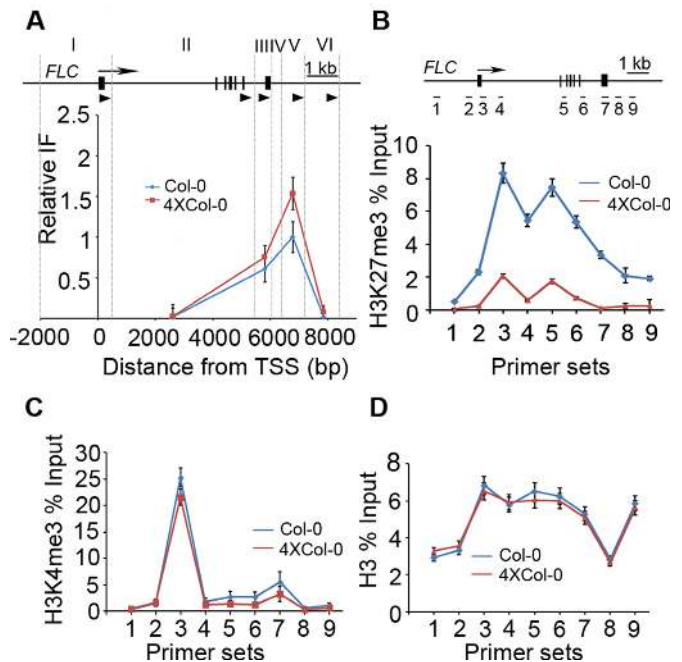 A
I II III IV V VI
FLC
1 kb
Relative IF
2.5
2
1.5
1
0.5
Col-0
4XCol-0
-2000 0 2000 4000 6000 8000
Distance from TSS (bp)
B
FLC
1 kb
1 2 3 4 5 6 7 8 9
H3K27me3 % Input
10
8
6
4
2
0
Col-0
4XCol-0
1 2 3 4 5 6 7 8 9
Primer sets
C
H3K4me3 % Input
30
25
20
15
10
5
0
Col-0
4XCol-0
1 2 3 4 5 6 7 8 9
Primer sets
D
H3 % Input
8
6
4
2
0
Col-0
4XCol-0
1 2 3 4 5 6 7 8 9
Primer sets